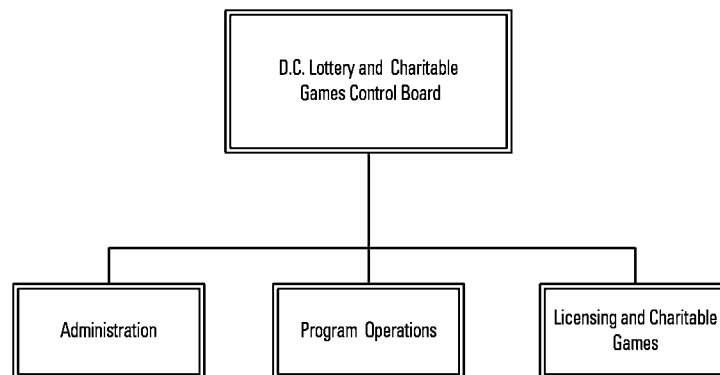 D.C. Lottery and Charitable
Games Control Board
Administration
Program Operations
Licensing and Charitable
Games